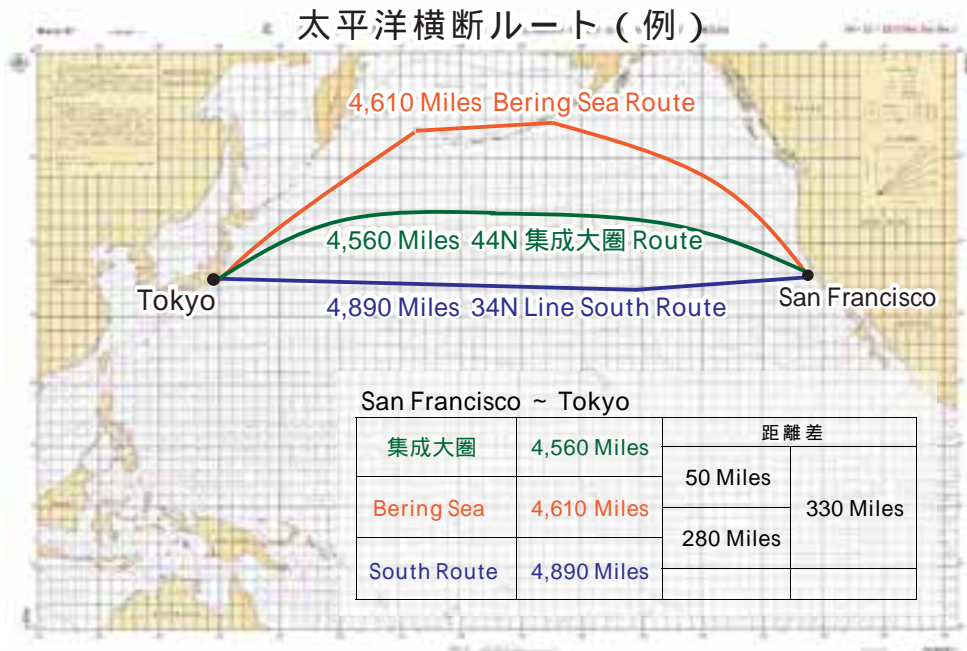 太平洋横断ルート(例)
4,610 Miles Bering Sea Route
4,560 Miles 44N 集成大圏 Route
Tokyo
San Francisco
4,890 Miles 34N Line South Route
San Francisco ~ Tokyo
集成大圏 4,560 Miles 距離差
50 Miles
Bering Sea 4,610 Miles 330 Miles
280 Miles
South Route 4,890 Miles